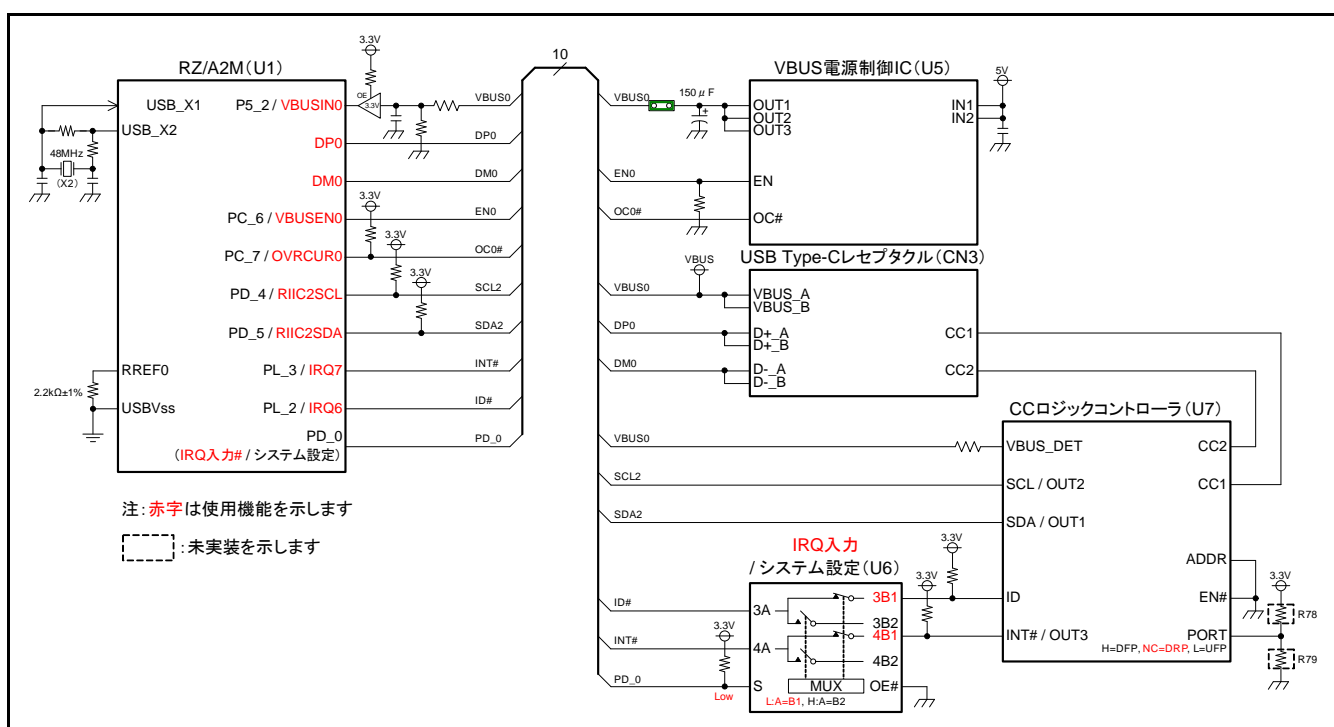 RZ/A2M(U1)
USB_X1
USB_X2
48MHz
(X2)
P5_2 / VBUSIN0
DP0
DM0
PC_6 / VBUSEN0
PC_7 / OVRCUR0
PD_4 / RIIC2SCL
PD_5 / RIIC2SDA
PL_3 / IRQ7
PL_2 / IRQ6
PD_0
(IRQ入力# / システム設定)
RREF0
2.2kΩ±1%
USBVss
3.3V
OE
3.3V
3.3V
3.3V
3.3V
VBUS0
DP0
DM0
EN0
OC0#
SCL2
SDA2
INT#
ID#
PD_0
10
注:赤字は使用機能を示します
:未実装を示します
VBUS電源制御IC(U5)
VBUS0
150μF
+
OUT1
OUT2
OUT3
EN0
EN
OC0#
OC#
5V
IN1
IN2
USB Type-Cレセプタクル(CN3)
VBUS
VBUS0
VBUS_A
VBUS_B
DP0
D+_A
D+_B
DM0
D-_A
D-_B
CC1
CC2
CCロジックコントローラ(U7)
VBUS0
VBUS_DET
SCL2
SCL / OUT2
SDA2
SDA / OUT1
CC2
CC1
ADDR
EN#
ID
INT# / OUT3
PORT
H=DFP, NC=DRP, L=UFP
3.3V
3.3V
3.3V
R78
R79
IRQ入力
/ システム設定(U6)
ID#
3A
3B1
3B2
INT#
4A
4B1
4B2
3.3V
PD_0
Low
S
MUX
OE#
L:A=B1, H:A=B2